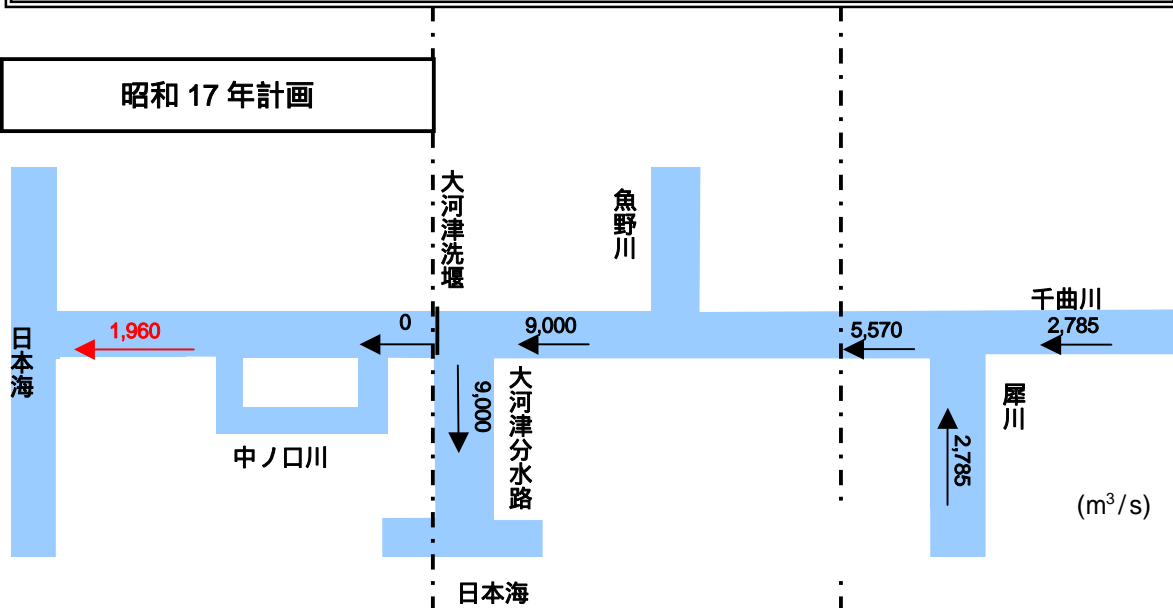 昭和 17 年計画
大河津洗堰
魚野川
千曲川
日本海
1,960
0
9,000
5,570
2,785
9,000
大河津分水路
犀川
2,785
中ノ口川
(m³/s)
日本海